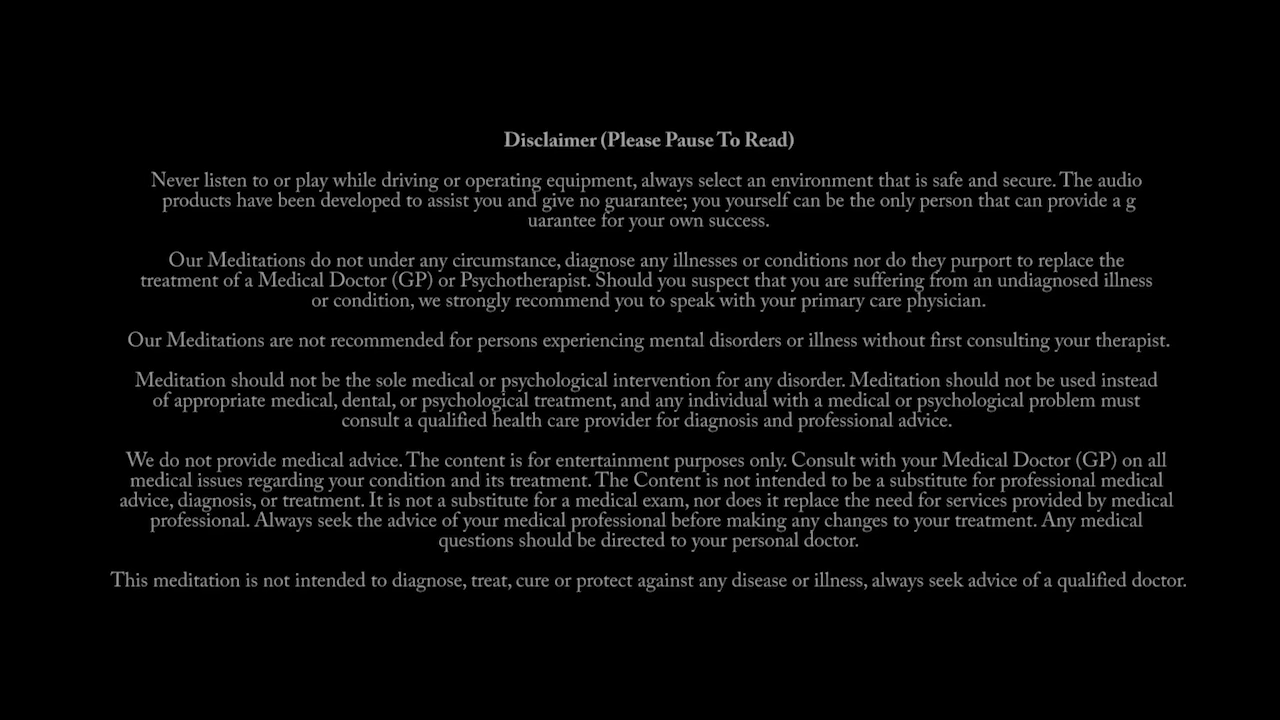 Disclaimer (Please Pause To Read)
Never listen to or play while driving or operating equipment, always select an environment that is safe and secure. The audio
products have been developed to assist you and give no guarantee; you yourself can be the only person that can provide a g
uarantee for your own success.
Our Meditations do not under any circumstance, diagnose any illnesses or conditions nor do they purport to replace the
treatment of a Medical Doctor (GP) or Psychotherapist. Should you suspect that you are suffering from an undiagnosed illness
or condition, we strongly recommend you to speak with your primary care physician.
Our Meditations are not recommended for persons experiencing mental disorders or illness without first consulting your therapist.
Meditation should not be the sole medical or psychological intervention for any disorder. Meditation should not be used instead
of appropriate medical, dental, or psychological treatment, and any individual with a medical or psychological problem must
consult a qualified health care provider for diagnosis and professional advice.
We do not provide medical advice. The content is for entertainment purposes only. Consult with your Medical Doctor (GP) on all
medical issues regarding your condition and its treatment. The Content is not intended to be a substitute for professional medical
advice, diagnosis, or treatment. It is not a substitute for a medical exam, nor does it replace the need for services provided by medical
professional. Always seek the advice of your medical professional before making any changes to your treatment. Any medical
questions should be directed to your personal doctor.
This meditation is not intended to diagnose, treat, cure or protect against any disease or illness, always seek advice of a qualified doctor.